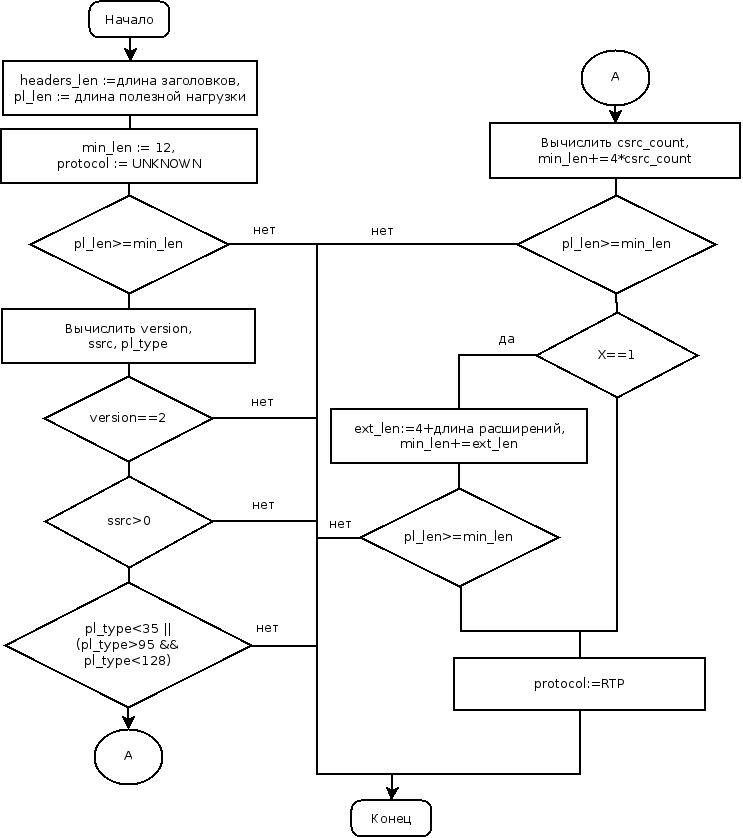 Начало
headers_len :=длина заголовков,
pl_len := длина полезной нагрузки
min_len := 12,
protocol := UNKNOWN
pl_len>=min_len
нет
Вычислить version,
ssrc, pl_type
version==2
нет
ssrc>0
нет
pl_type<35 ||
(pl_type>95 &&
pl_type<128)
нет
A
A
Вычислить csrc_count,
min_len+=4*csrc_count
pl_len>=min_len
нет
X==1
да
ext_len:=4+длина расширений,
min_len+=ext_len
pl_len>=min_len
нет
protocol:=RTP
Конец